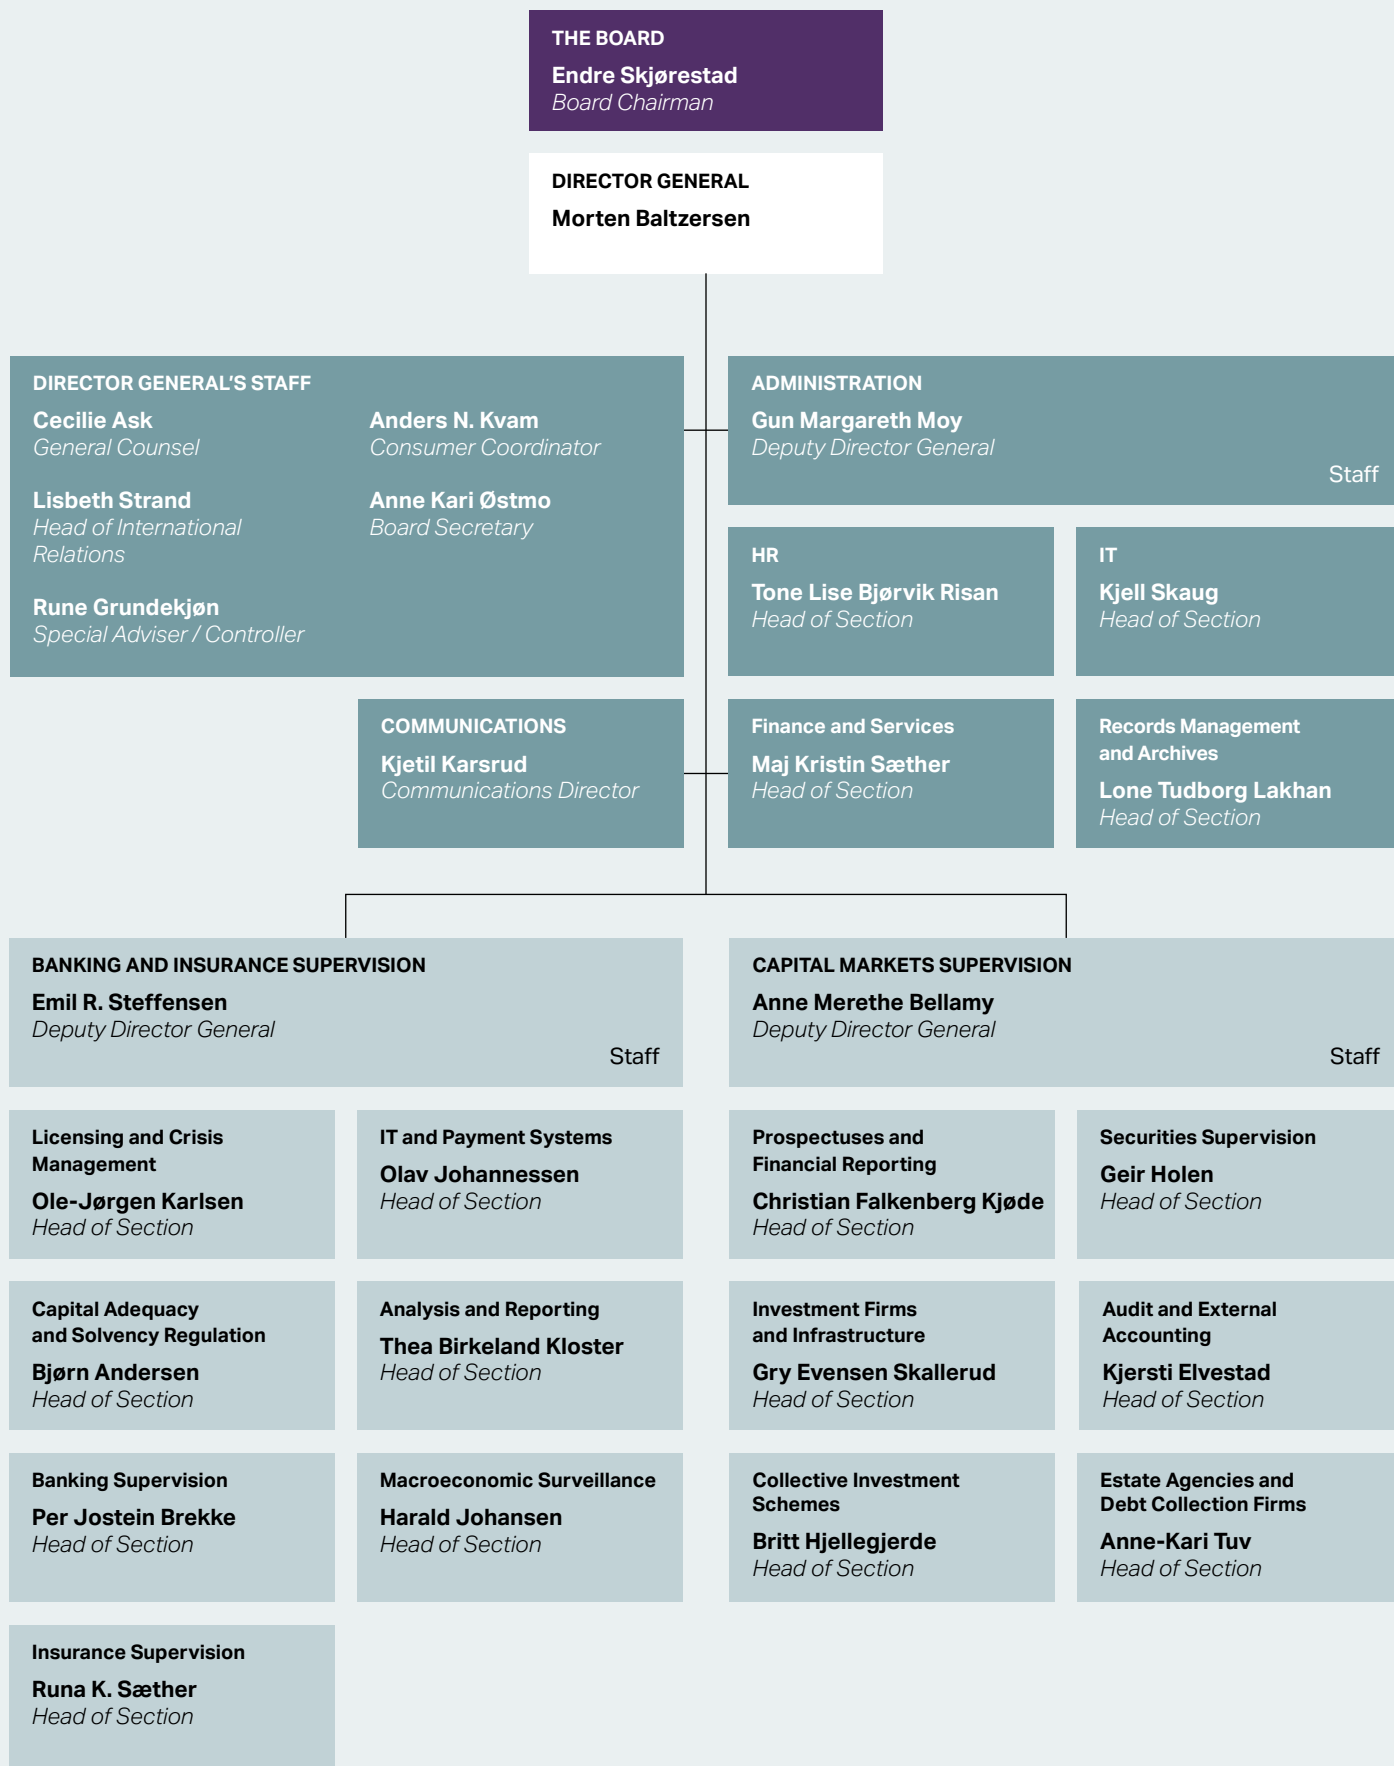 THE BOARD
Endre Skjørestad
Board Chairman
DIRECTOR GENERAL
Morten Baltzersen
DIRECTOR GENERAL'S STAFF
Cecilie Ask
General Counsel
Lisbeth Strand
Head of International
Relations
Rune Grundekjøn
Special Adviser / Controller
Anders N. Kvam
Consumer Coordinator
Anne Kari Østmo
Board Secretary
ADMINISTRATION
Gun Margareth Moy
Deputy Director General
Staff
HR
Tone Lise Bjørvik Risan
Head of Section
IT
Kjell Skaug
Head of Section
COMMUNICATIONS
Kjetil Karsrud
Communications Director
Finance and Services
Maj Kristin Sæther
Head of Section
Records Management
and Archives
Lone Tudborg Lakhan
Head of Section
BANKING AND INSURANCE SUPERVISION
Emil R. Steffensen
Deputy Director General
Staff
CAPITAL MARKETS SUPERVISION
Anne Merethe Bellamy
Deputy Director General
Staff
Licensing and Crisis
Management
Ole-Jørgen Karlsen
Head of Section
IT and Payment Systems
Olav Johannessen
Head of Section
Prospectuses and
Financial Reporting
Christian Falkenberg Kjøde
Head of Section
Securities Supervision
Geir Holen
Head of Section
Capital Adequacy
and Solvency Regulation
Bjørn Andersen
Head of Section
Analysis and Reporting
Thea Birkeland Kloster
Head of Section
Investment Firms
and Infrastructure
Gry Evensen Skallerud
Head of Section
Audit and External
Accounting
Kjersti Elvestad
Head of Section
Banking Supervision
Per Jostein Brekke
Head of Section
Macroeconomic Surveillance
Harald Johansen
Head of Section
Collective Investment
Schemes
Britt Hjellegjerde
Head of Section
Estate Agencies and
Debt Collection Firms
Anne-Kari Tuv
Head of Section
Insurance Supervision
Runa K. Sæther
Head of Section